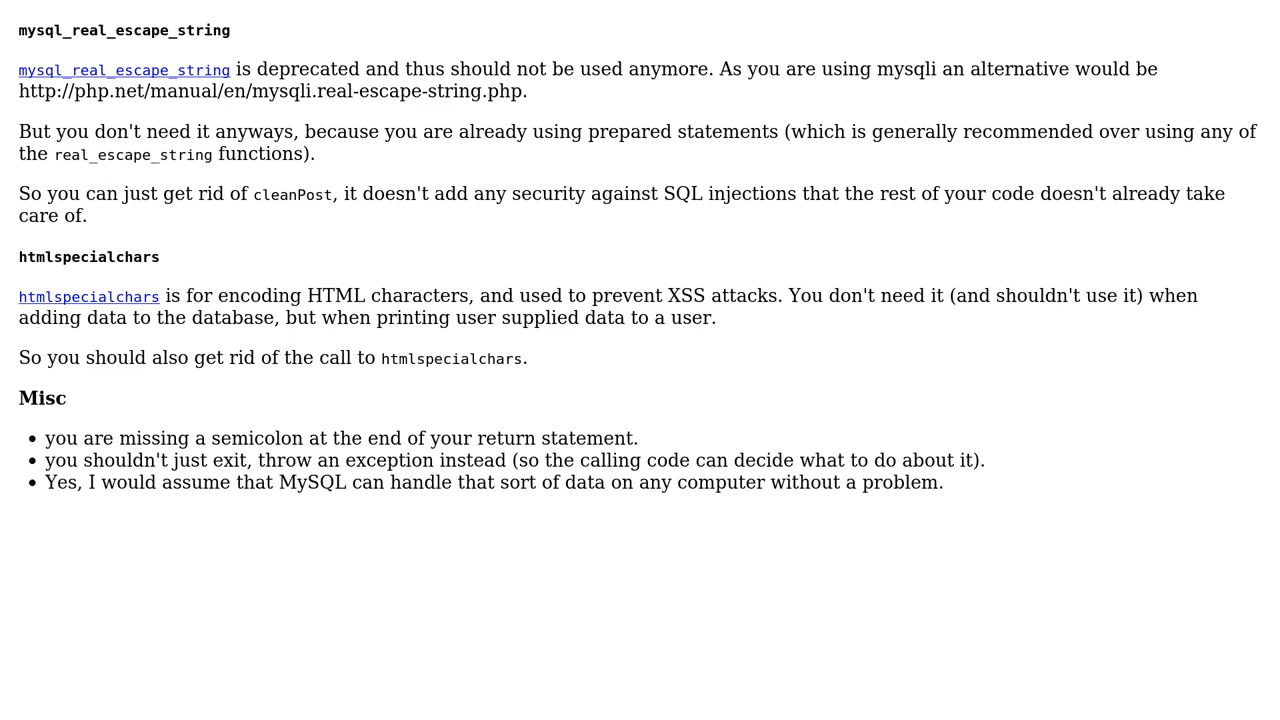 mysql_real_escape_string
mysql_real_escape_string is deprecated and thus should not be used anymore. As you are using mysqli an alternative would be
http://php.net/manual/en/mysqli.real-escape-string.php.
But you don't need it anyways, because you are already using prepared statements (which is generally recommended over using any of
the real_escape_string functions).
So you can just get rid of cleanPost, it doesn't add any security against SQL injections that the rest of your code doesn't already take
care of.
htmlspecialchars
htmlspecialchars is for encoding HTML characters, and used to prevent XSS attacks. You don't need it (and shouldn't use it) when
adding data to the database, but when printing user supplied data to a user.
So you should also get rid of the call to htmlspecialchars.
Misc
• you are missing a semicolon at the end of your return statement.
• you shouldn't just exit, throw an exception instead (so the calling code can decide what to do about it).
• Yes, I would assume that MySQL can handle that sort of data on any computer without a problem.